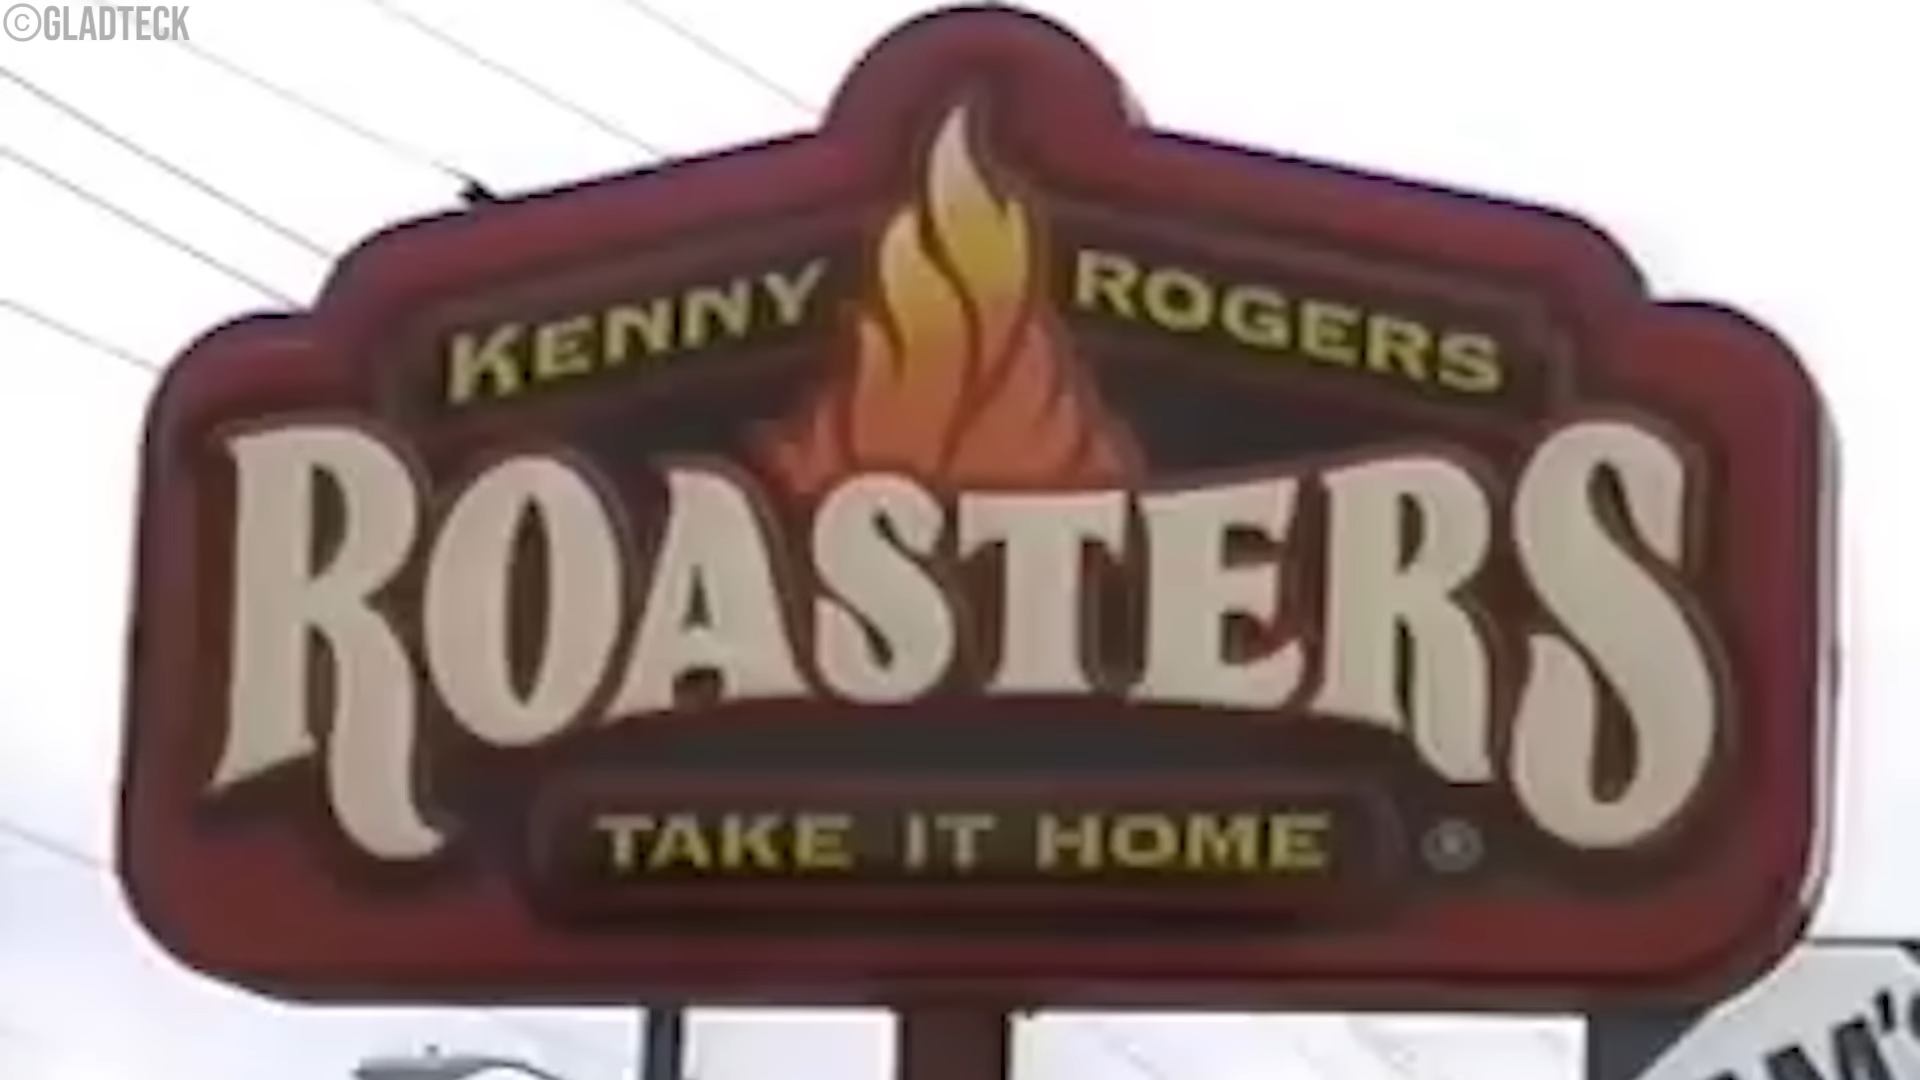 ©GLADTECK
KENNY ROGERS
ROASTERS
TAKE IT HOME ®
M'S